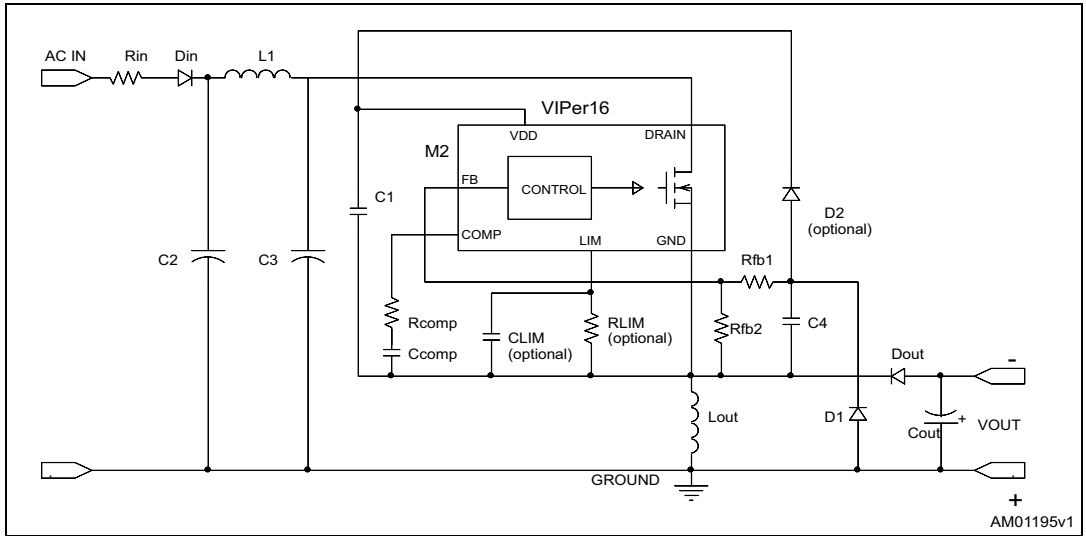 AC IN
Rin
Din
L1
VIPer16
VDD
DRAIN
M2
FB
CONTROL
C1
D2
(optional)
COMP
LIM
GND
C2
C3
Rfb1
Rcomp
CLIM
(optional)
RLIM
(optional)
Rfb2
C4
Ccomp
Dout
-
Lout
D1
Cout
+
VOUT
GROUND
+
AM01195v1